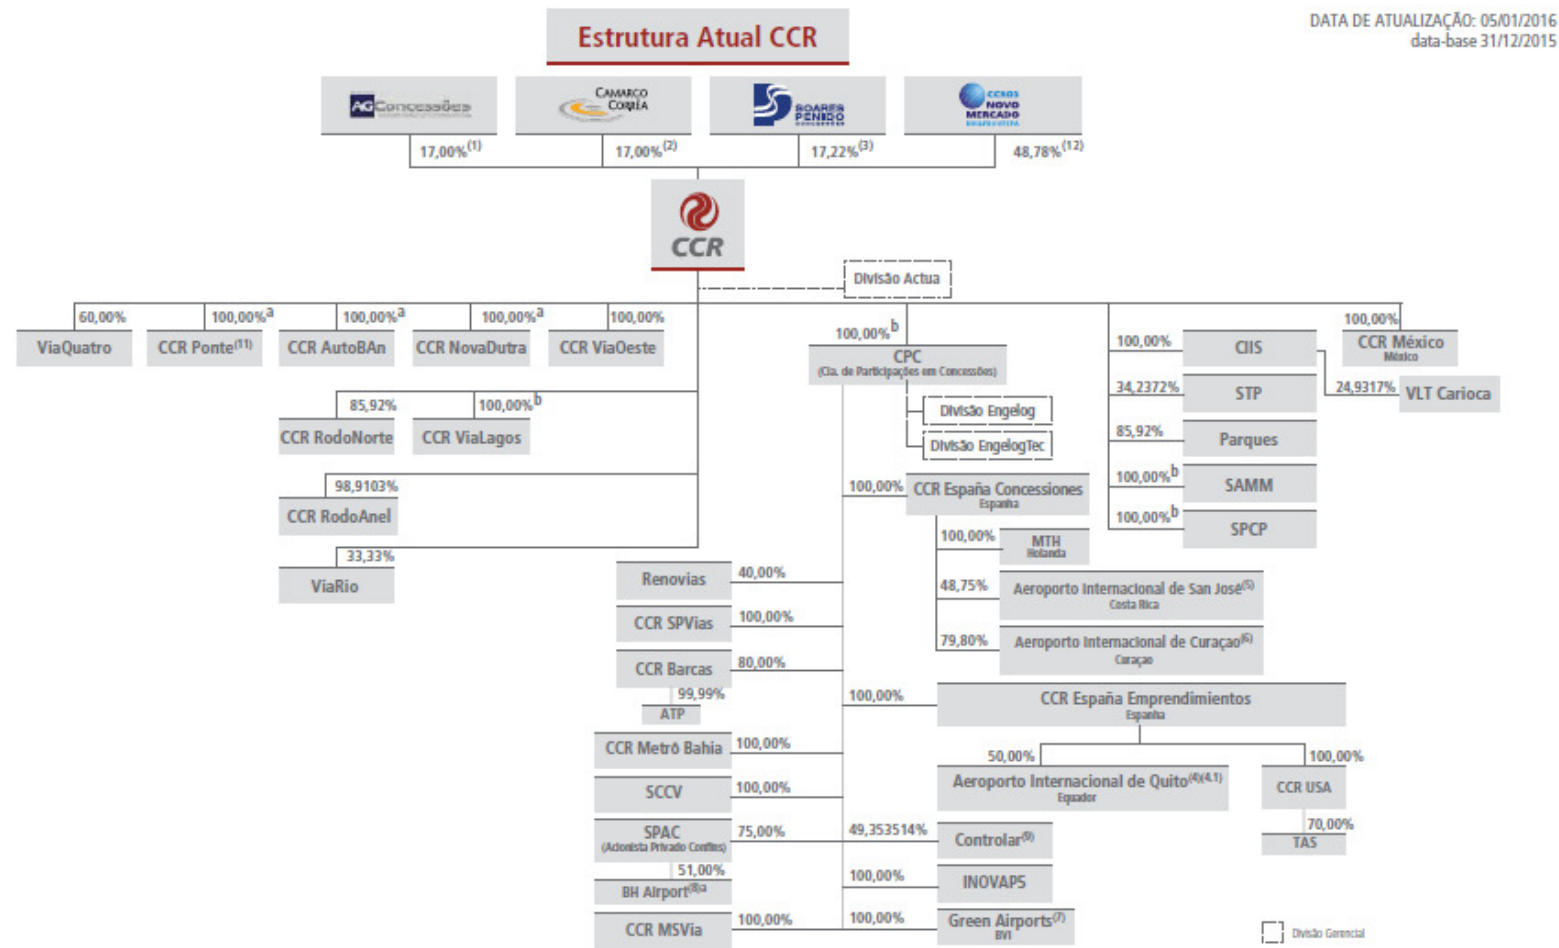 Estrutura Atual CCR
DATA DE ATUALIZAÇÃO: 05/01/2016
data-base 31/12/2015
AG Concessões
CAMARGO
CORRÊA
SOARES
PENIDO
CCR03
NOVO
MERCADO
17,00%(1)
17,00%(2)
17,22%(3)
48,78%(12)
CCR
Divisão Actua
60,00%
ViaQuatro
100,00%a
CCR Ponte(11)
100,00%a
CCR AutoBAn
100,00%a
CCR NovaDutra
100,00%
CCR ViaOeste
85,92%
CCR RodoNorte
100,00%b
CCR ViaLagos
98,9103%
CCR RodoAnel
33,33%
ViaRio
100,00%b
CPC
(Cia. de Participações em Concessões)
Divisão Engelog
Divisão EngelogTec
100,00%
CIIS
34,2372%
STP
24,9317%
VLT Carioca
85,92%
Parques
100,00%b
SAMM
100,00%b
SPCP
100,00%
CCR México
México
100,00%
CCR España Concessiones
Espanha
100,00%
MTH
Holanda
48,75%
Aeroporto Internacional de San José(5)
Costa Rica
79,80%
Aeroporto Internacional de Curaçao(6)
Curaçao
Renovias
40,00%
CCR SPVias
100,00%
CCR Barcas
80,00%
99,99%
ATP
CCR Metrô Bahia
100,00%
SCCV
100,00%
SPAC
(Acionista Privado Confins)
75,00%
51,00%
BH Airport(8)a
CCR MSVia
100,00%
100,00%
CCR España Emprendimientos
Espanha
50,00%
Aeroporto Internacional de Quito(4)(4.1)
Equador
100,00%
CCR USA
70,00%
TAS
49,353514%
Controlar(9)
100,00%
INOVAP5
100,00%
Green Airports(7)
BVI
Divisão Gerencial